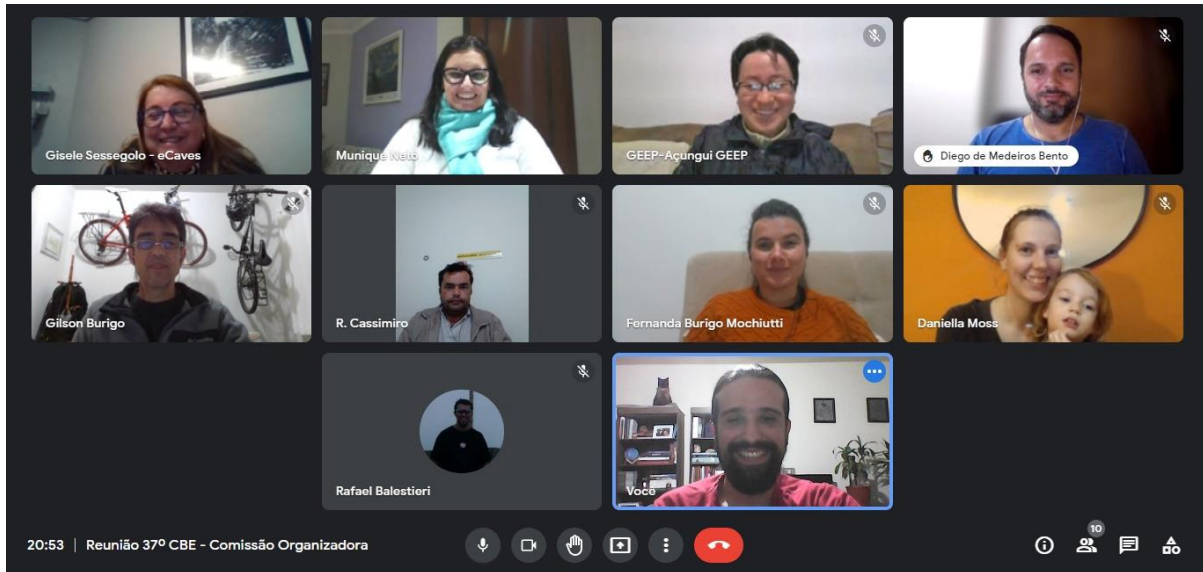 Gisele Sessegolo - eCaves
Munique Neto
GEEP-Açungui GEEP
Diego de Medeiros Bento
Gilson Burigo
R. Cassimiro
Fernanda Burigo Mochiutti
Daniella Moss
Rafael Balestieri
Você
20:53 | Reunião 37º CBE - Comissão Organizadora
10